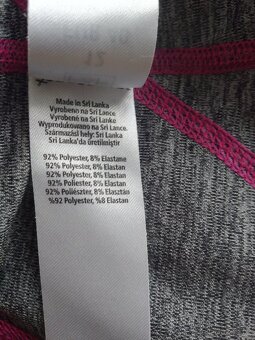 Made in Sri Lanka
Vyrobeno na Srí Lance
Vyrobené na Srí Lanke
Wyprodukowano na Sri Lance.
Származási hely: Srí Lanka
Sri Lanka'da üretilmiştir
92% Polyester, 8% Elastane
92% Polyester, 8% Elastan
92% Polyester, 8% Elastan
92% Poliester, 8% Elastan
92% Poliészter, 8% Elasztán
%92 Polyester, %8 Elastan